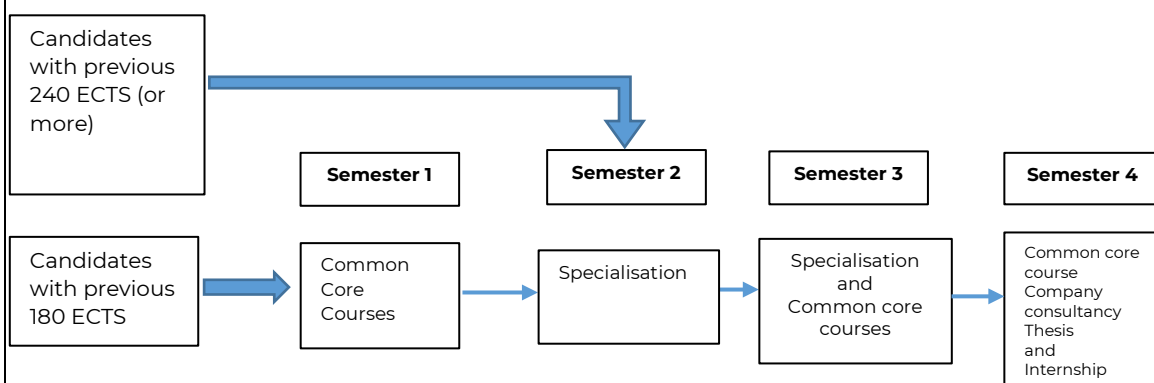 Candidates
with previous
240 ECTS (or
more)
Semester 1
Semester 2
Semester 3
Semester 4
Candidates
with previous
180 ECTS
Common
Core
Courses
Specialisation
Specialisation
and
Common core
courses
Common core
course
Company
consultancy
Thesis
and
Internship